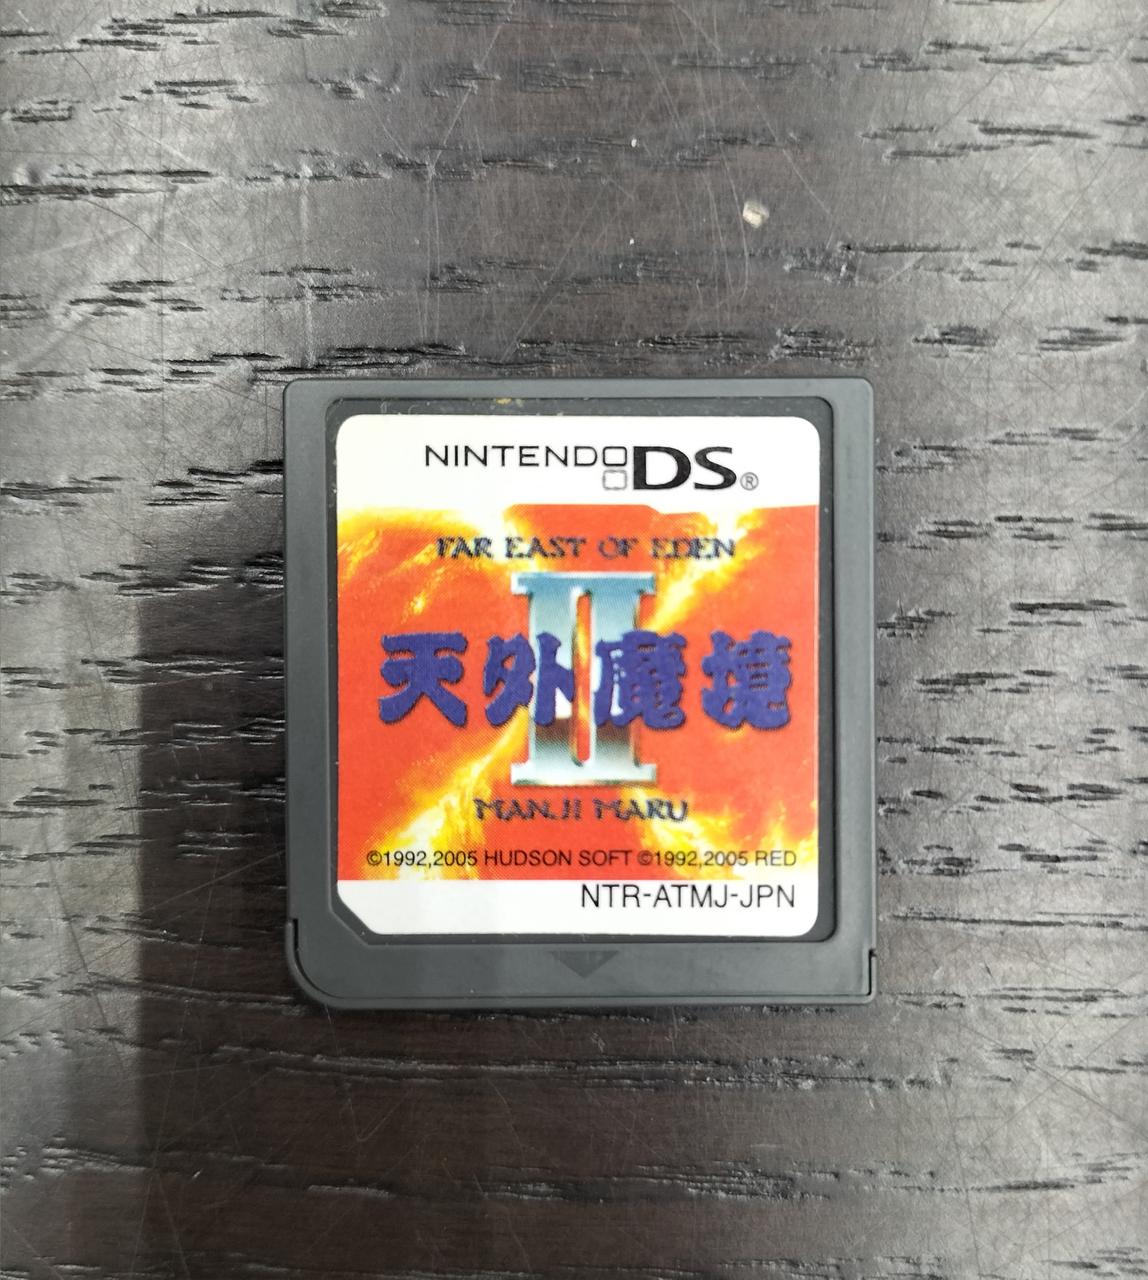 NINTENDO DS®
FAR EAST OF EDEN
II
天外魔境
MANJI MARU
©1992,2005 HUDSON SOFT ©1992,2005 RED
NTR-ATMJ-JPN